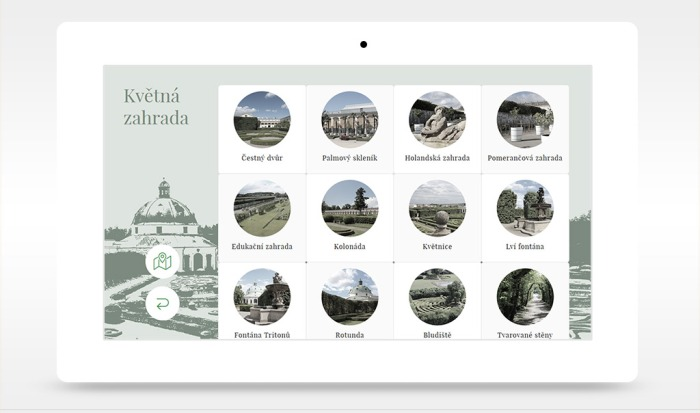 Květná
zahrada
Čestný dvůr
Palmový skleník
Holandská zahrada
Pomerančová zahrada
Edukační zahrada
Kolonáda
Květnice
Lví fontána
Fontána Tritonů
Rotunda
Bludiště
Tvarované stěny